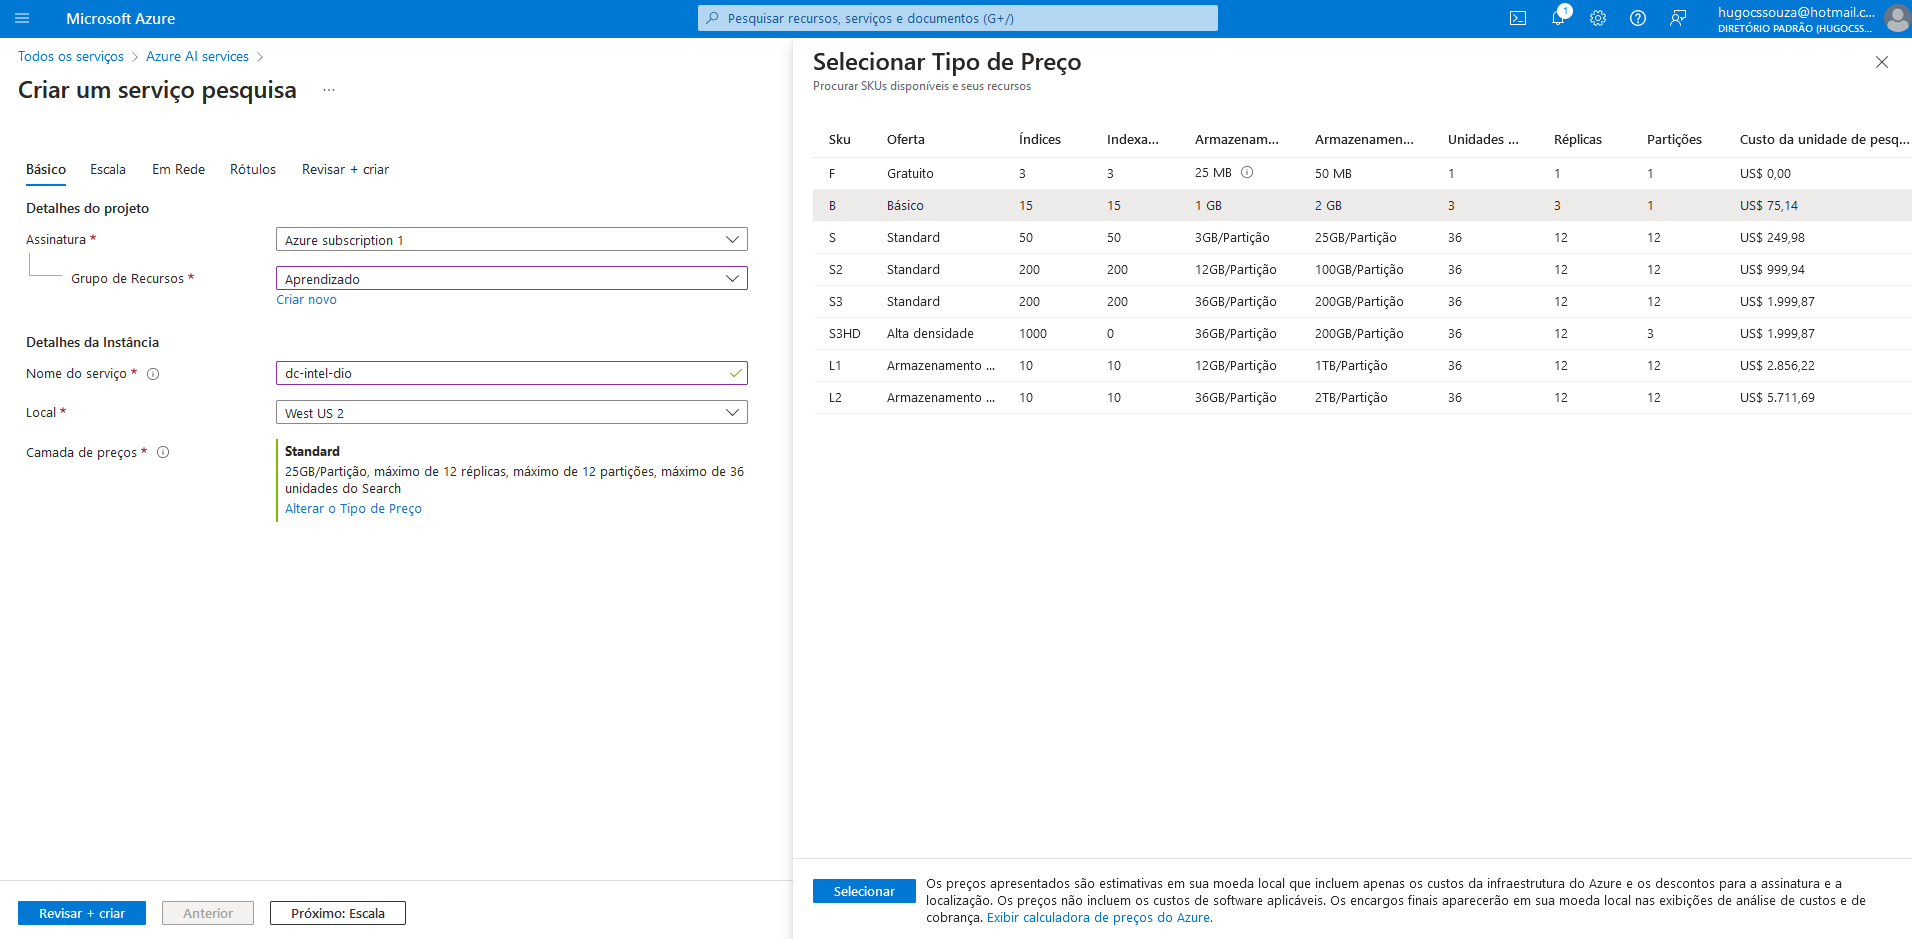 Microsoft Azure
Pesquisar recursos, serviços e documentos (G+/)
1
hugocssouza@hotmail.c...
DIRETÓRIO PADRÃO (HUGOCSS...
Todos os serviços > Azure AI services >
Criar um serviço pesquisa ...
Básico Escala Em Rede Rótulos Revisar + criar
Detalhes do projeto
Assinatura * Azure subscription 1
Grupo de Recursos * Aprendizado
Criar novo
Detalhes da Instância
Nome do serviço * dc-intel-dio
Local * West US 2
Camada de preços * Standard
25GB/Partição, máximo de 12 réplicas, máximo de 12 partições, máximo de 36
unidades do Search
Alterar o Tipo de Preço
Revisar + criar Anterior Próximo: Escala
Selecionar Tipo de Preço
Procurar SKUs disponíveis e seus recursos
Sku Oferta Índices Indexa... Armazenam... Armazenamen... Unidades ... Réplicas Partições Custo da unidade de pesq...
F Gratuito 3 3 25 MB 50 MB 1 1 1 US$ 0,00
B Básico 15 15 1 GB 2 GB 3 3 1 US$ 75,14
S Standard 50 50 3GB/Partição 25GB/Partição 36 12 12 US$ 249,98
S2 Standard 200 200 12GB/Partição 100GB/Partição 36 12 12 US$ 999,94
S3 Standard 200 200 36GB/Partição 200GB/Partição 36 12 12 US$ 1.999,87
S3HD Alta densidade 1000 0 36GB/Partição 200GB/Partição 36 12 3 US$ 1.999,87
L1 Armazenamento ... 10 10 12GB/Partição 1TB/Partição 36 12 12 US$ 2.856,22
L2 Armazenamento ... 10 10 36GB/Partição 2TB/Partição 36 12 12 US$ 5.711,69
Selecionar
Os preços apresentados são estimativas em sua moeda local que incluem apenas os custos da infraestrutura do Azure e os descontos para a assinatura e a
localização. Os preços não incluem os custos de software aplicáveis. Os encargos finais aparecerão em sua moeda local nas exibições de análise de custos e de
cobrança. Exibir calculadora de preços do Azure.